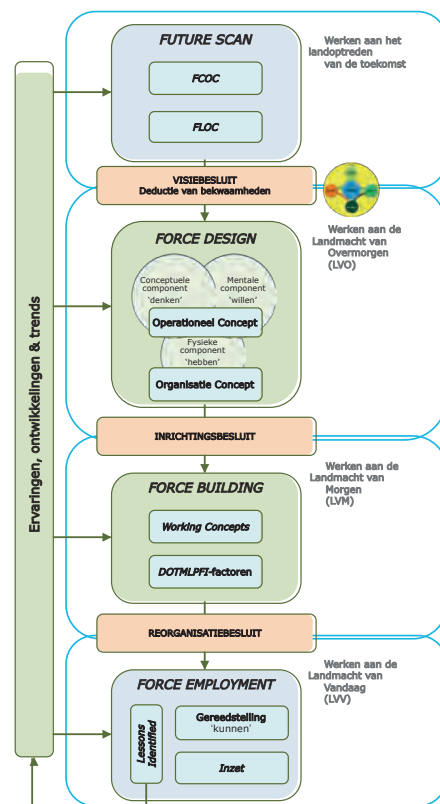 Ervaringen, ontwikkelingen & trends
FUTURE SCAN
FCOC
FLOC
Werken aan het
landoptreden
van de toekomst
VISIEBESLUIT
Deductie van bekwaamheden
FORCE DESIGN
Conceptuele
component
'denken'
Mentale
component
'willen'
Operationeel Concept
Fysieke
component
'hebben'
Organisatie Concept
Werken aan de
Landmacht van
Overmorgen
(LVO)
INRICHTINGSBESLUIT
FORCE BUILDING
Working Concepts
DOTMLPFI-factoren
Werken aan de
Landmacht van
Morgen
(LVM)
REORGANISATIEBESLUIT
FORCE EMPLOYMENT
Lessons
Identified
Gereedstelling
'kunnen'
Inzet
Werken aan de
Landmacht van
Vandaag
(LVV)